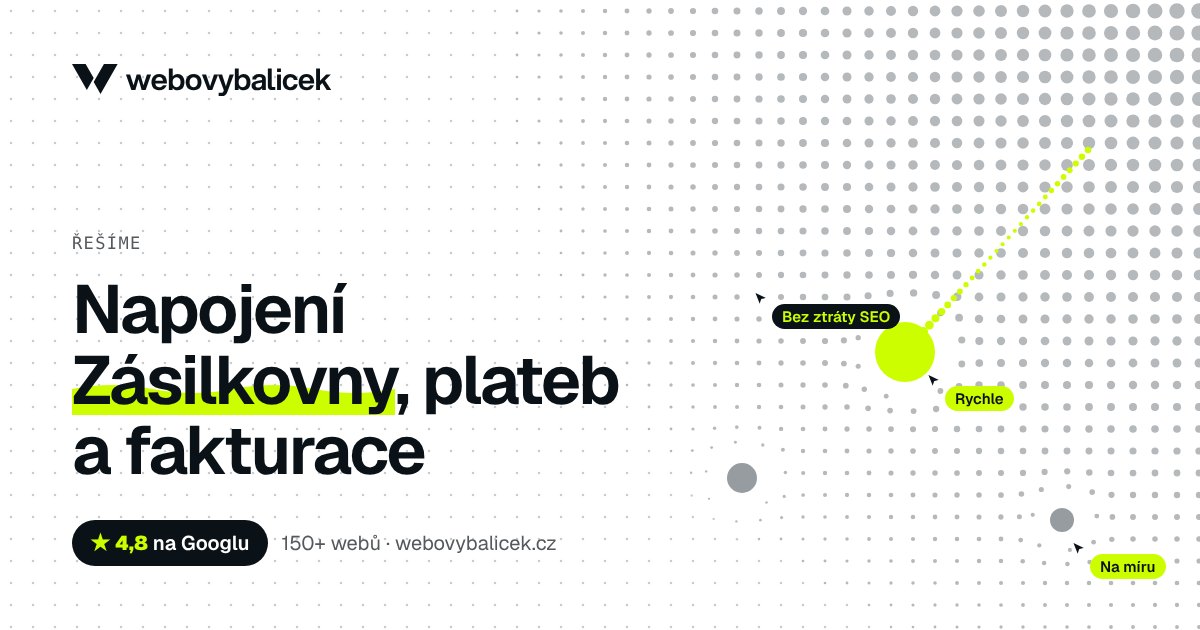 webovybalicek
ŘEŠÍME
Napojení
Zásilkovny, plateb
a fakturace
★ 4,8 na Googlu
150+ webů · webovybalicek.cz
Bez ztráty SEO
Rychle
Na míru